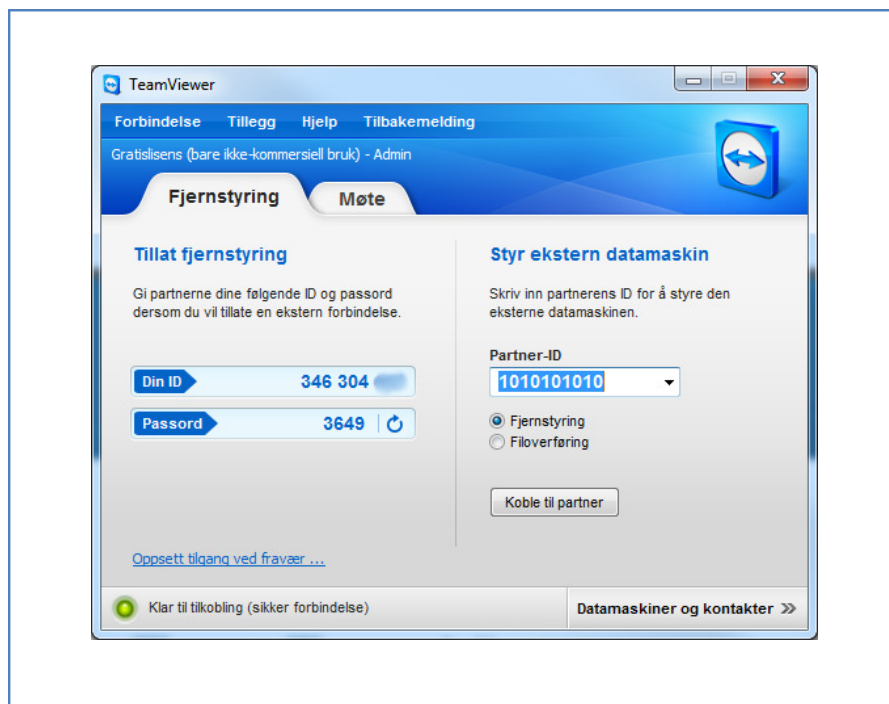 TeamViewer
Forbindelse Tillegg Hjelp Tilbakemelding
Gratislisens (bare ikke-kommersiell bruk) - Admin
Fjernstyring Møte
Tillat fjernstyring
Gi partnerne dine følgende ID og passord
dersom du vil tillate en ekstern forbindelse.
Din ID 346 304
Passord 3649
Oppsett tilgang ved fravær ...
Styr ekstern datamaskin
Skriv inn partnerens ID for å styre den
eksterne datamaskinen.
Partner-ID
1010101010
Fjernstyring
Filoverføring
Koble til partner
Klar til tilkobling (sikker forbindelse)
Datamaskiner og kontakter >>